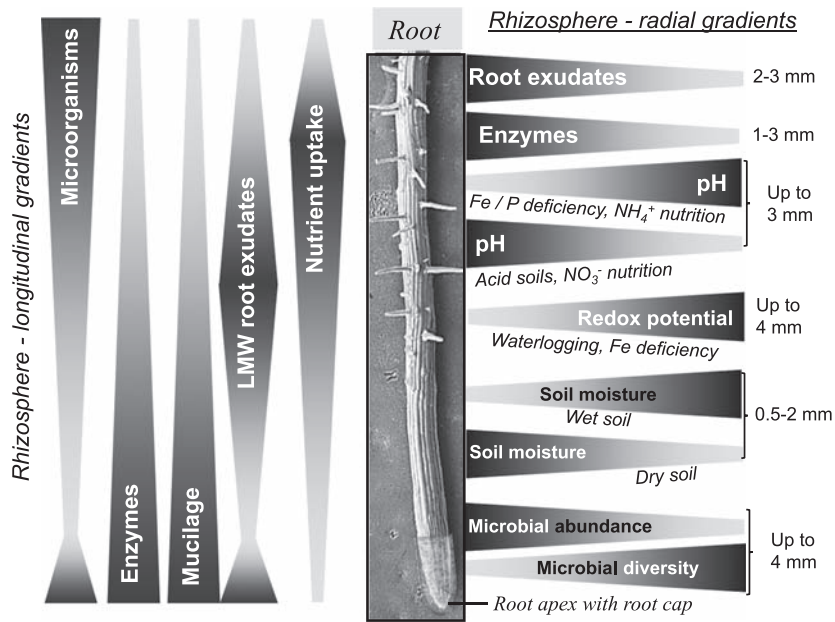 Rhizosphere - longitudinal gradients
Microorganisms
Enzymes
Mucilage
LMW root exudates
Nutrient uptake
Root
Rhizosphere - radial gradients
Root exudates
2-3 mm
Enzymes
1-3 mm
pH
Fe / P deficiency, NH₄⁺ nutrition
pH
Acid soils, NO₃⁻ nutrition
Up to
3 mm
Redox potential
Waterlogging, Fe deficiency
Up to
4 mm
Soil moisture
Wet soil
Soil moisture
Dry soil
0.5-2 mm
Microbial abundance
Microbial diversity
Up to
4 mm
Root apex with root cap